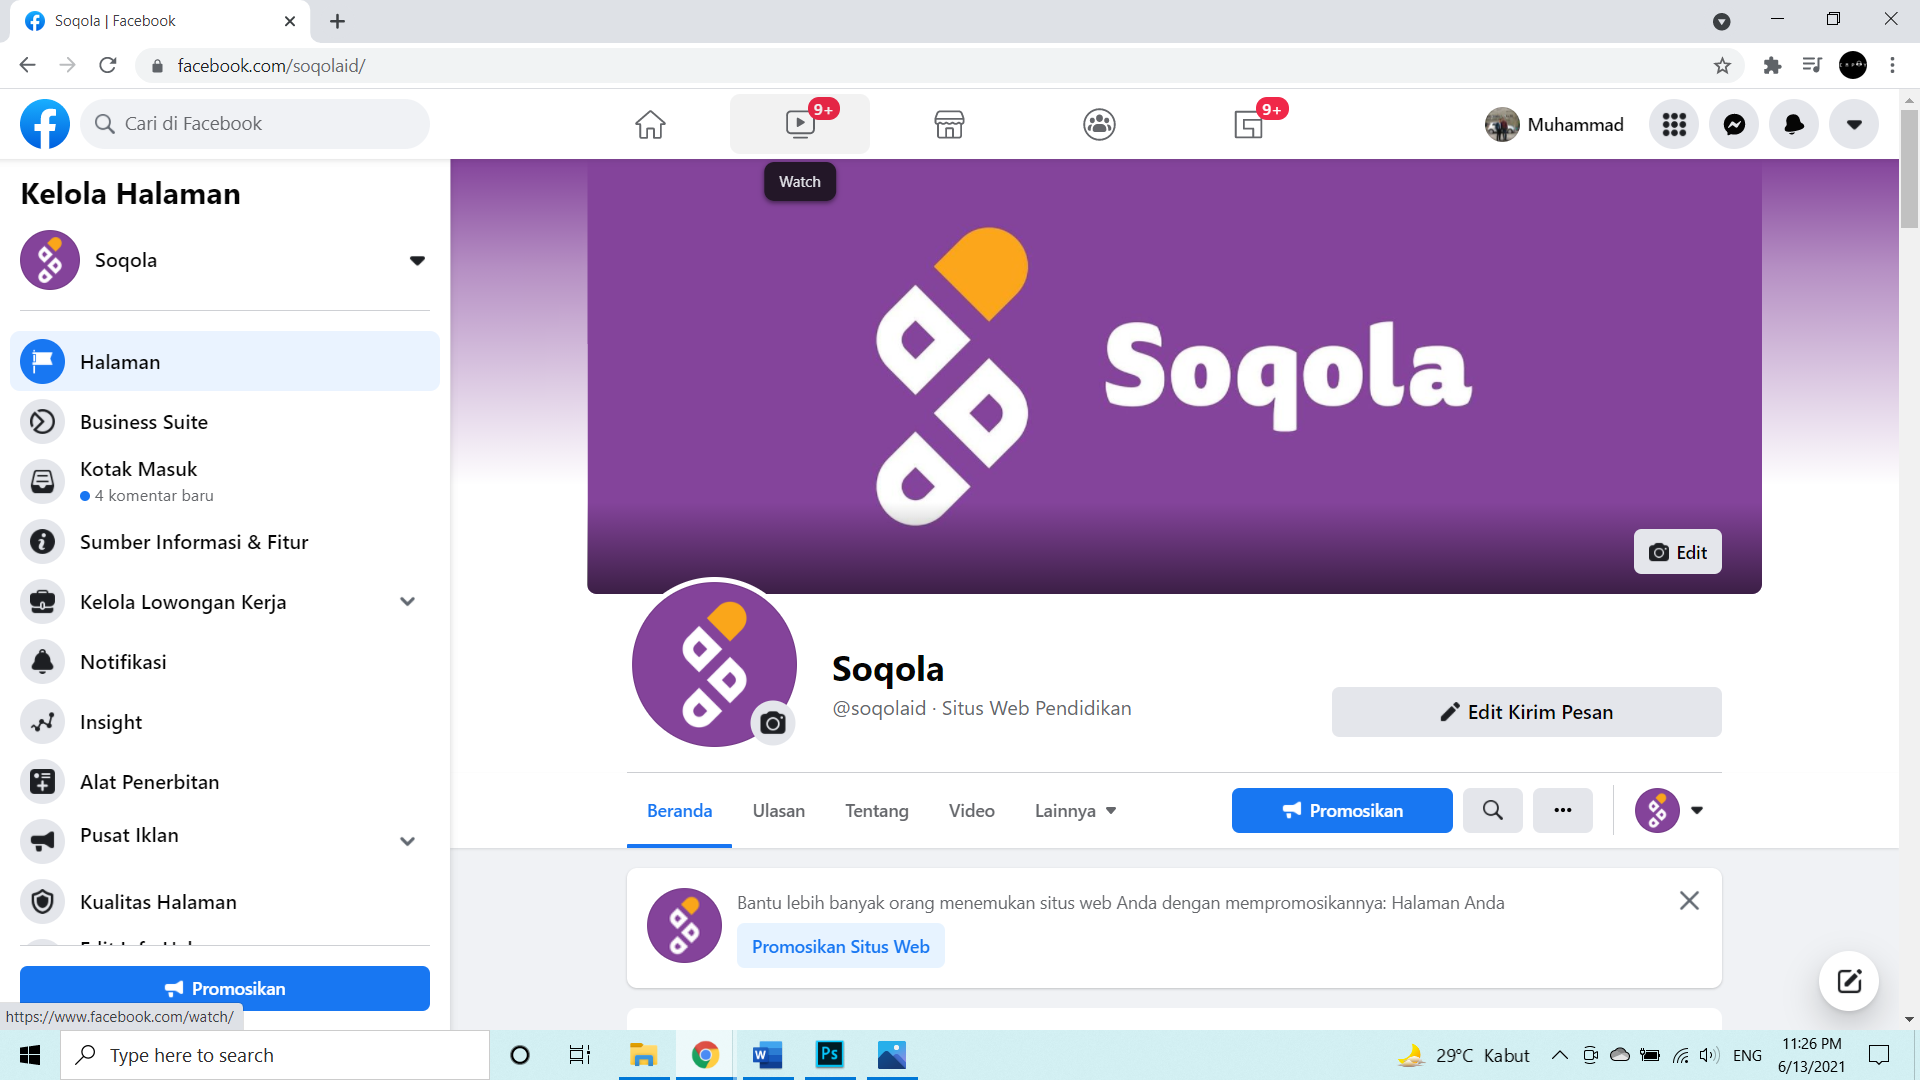 Soqola | Facebook
facebook.com/soqolaid/
Cari di Facebook
9+
9+
Muhammad
Watch
Kelola Halaman
Soqola
Halaman
Business Suite
Kotak Masuk
4 komentar baru
Sumber Informasi & Fitur
Kelola Lowongan Kerja
Notifikasi
Insight
Alat Penerbitan
Pusat Iklan
Kualitas Halaman
Promosikan
https://www.facebook.com/watch/
Soqola
Edit
Soqola
@soqolaid · Situs Web Pendidikan
Edit Kirim Pesan
Beranda Ulasan Tentang Video Lainnya
Promosikan
Bantu lebih banyak orang menemukan situs web Anda dengan mempromosikannya: Halaman Anda
Promosikan Situs Web
Type here to search
W
Ps
29°C Kabut
ENG
11:26 PM
6/13/2021